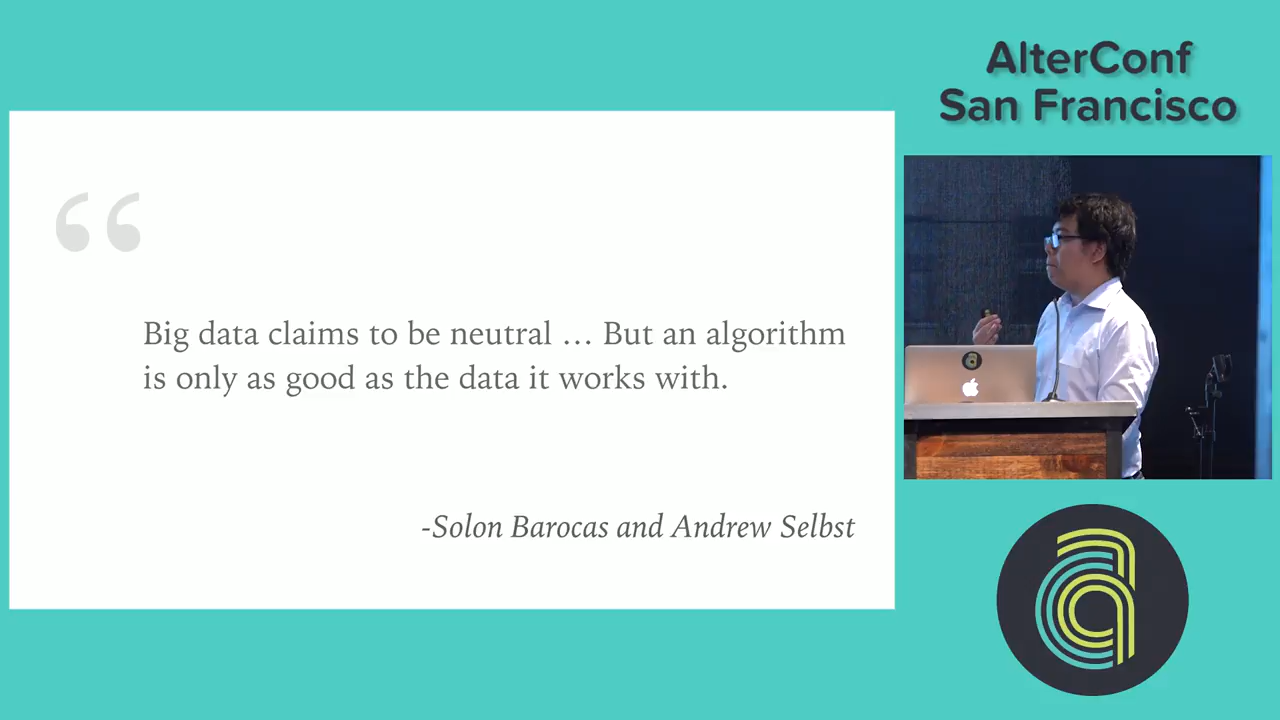 AlterConf
San Francisco
“
Big data claims to be neutral … But an algorithm
is only as good as the data it works with.
-Solon Barocas and Andrew Selbst